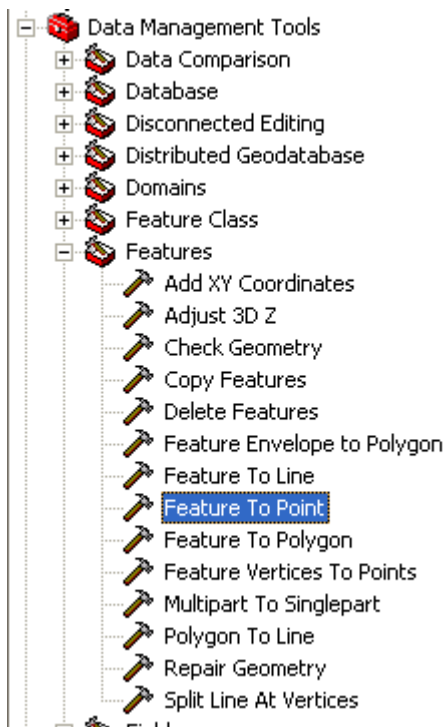 Data Management Tools
Data Comparison
Database
Disconnected Editing
Distributed Geodatabase
Domains
Feature Class
Features
Add XY Coordinates
Adjust 3D Z
Check Geometry
Copy Features
Delete Features
Feature Envelope to Polygon
Feature To Line
Feature To Point
Feature To Polygon
Feature Vertices To Points
Multipart To Singlepart
Polygon To Line
Repair Geometry
Split Line At Vertices